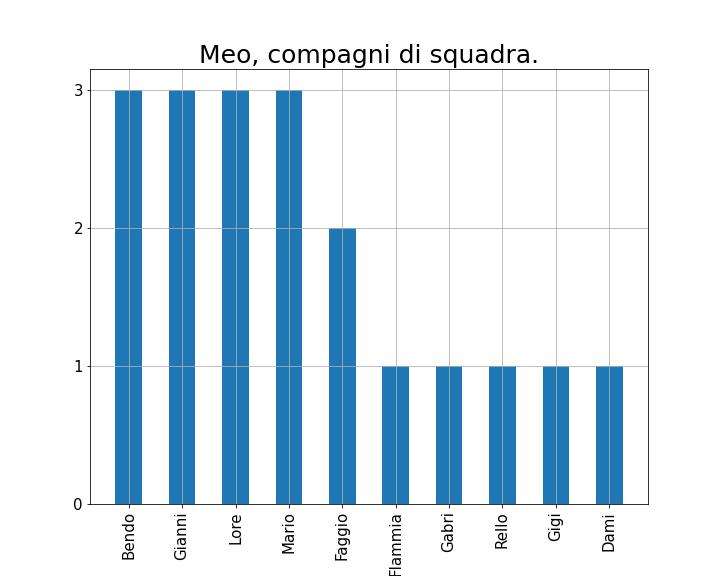 Meo, compagni di squadra.
3
2
1
0
Bendo
Gianni
Lore
Mario
Faggio
Flammia
Gabri
Rello
Gigi
Dami